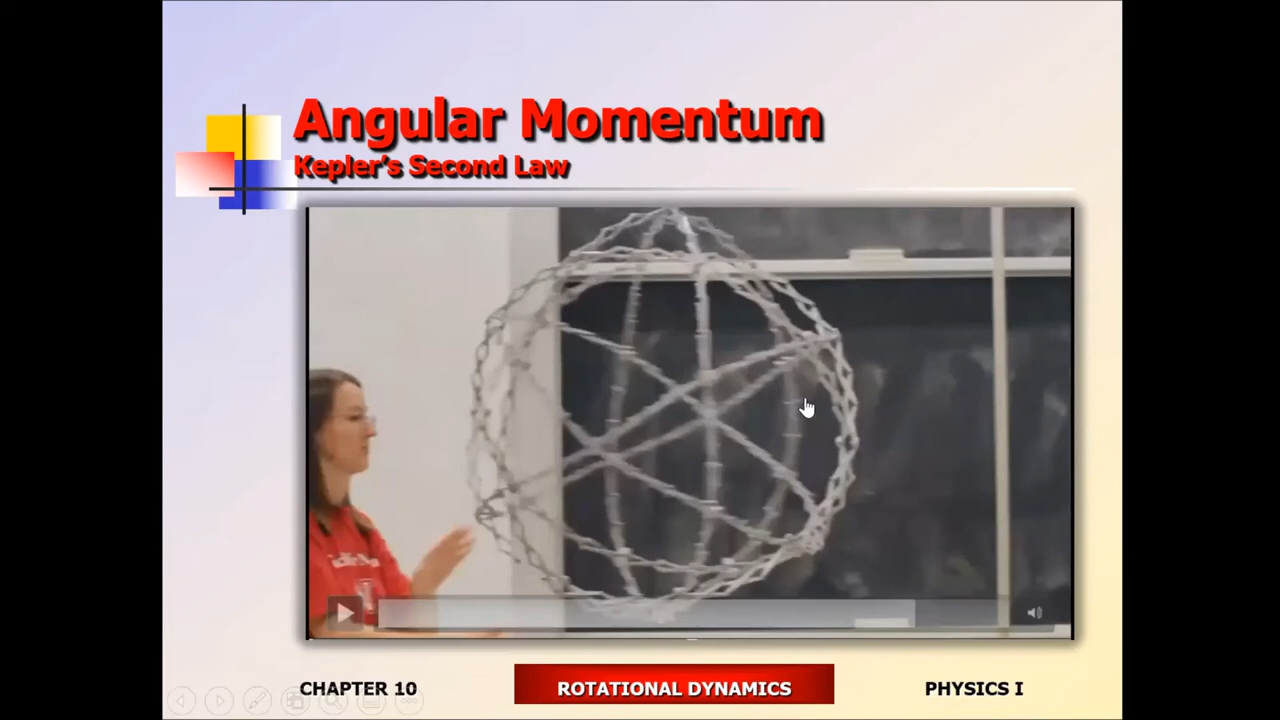 Angular Momentum
Kepler's Second Law
CHAPTER 10
ROTATIONAL DYNAMICS
PHYSICS I